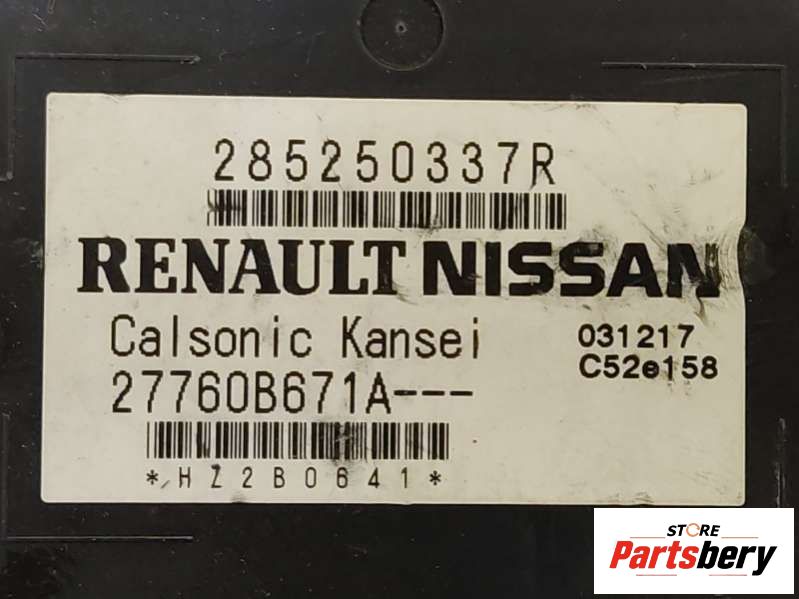 285250337R
RENAULT NISSAN
Calsonic Kansei
031217
C52e158
27760B671A---
*HZ2B0641*
STORE
Partsbery